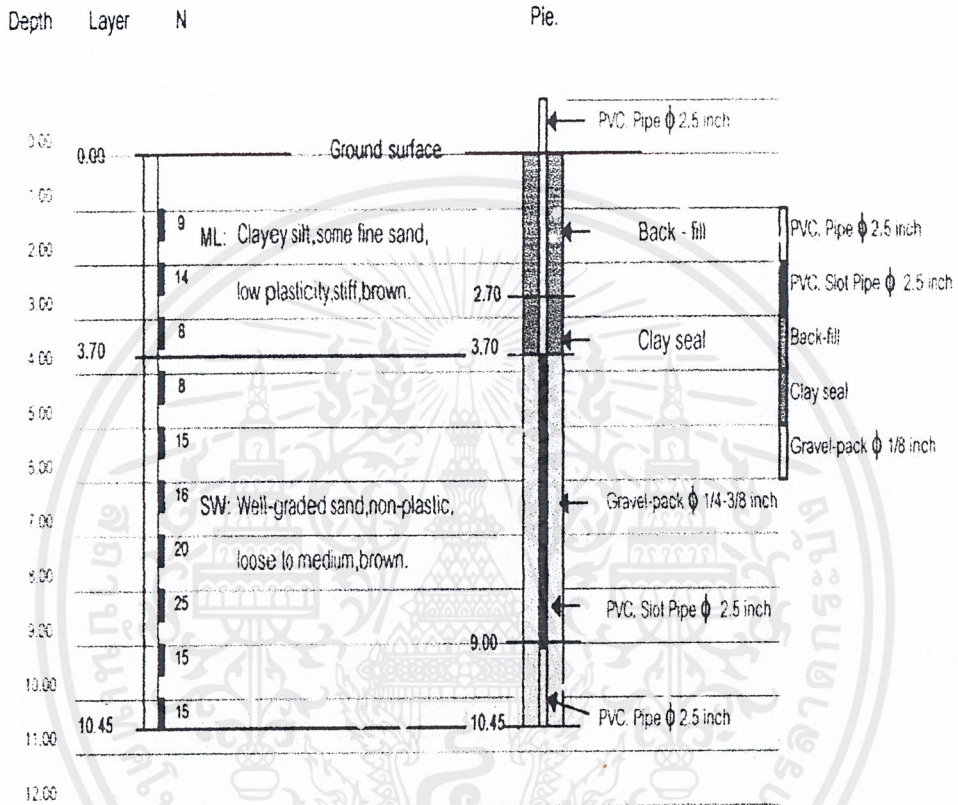 Depth Layer N Pie.
PVC. Pipe ϕ 2.5 inch
0.00
0.00 Ground surface
1.00
9 ML: Clayey silt,some fine sand, Back - fill PVC. Pipe ϕ 2.5 inch
2.00
14 low plasticity,stiff,brown. 2.70 PVC. Slot Pipe ϕ 2.5 inch
3.00
8 Clay seal Back-fill
3.70 3.70
4.00
8 Clay seal
5.00
15 Gravel-pack ϕ 1/8 inch
6.00
16 SW: Well-graded sand,non-plastic, Gravel-pack ϕ 1/4-3/8 inch
7.00
20 loose to medium,brown.
8.00
25 PVC. Slot Pipe ϕ 2.5 inch
9.00
9.00
15
10.00
15 PVC. Pipe ϕ 2.5 inch
10.45 10.45
11.00
12.00